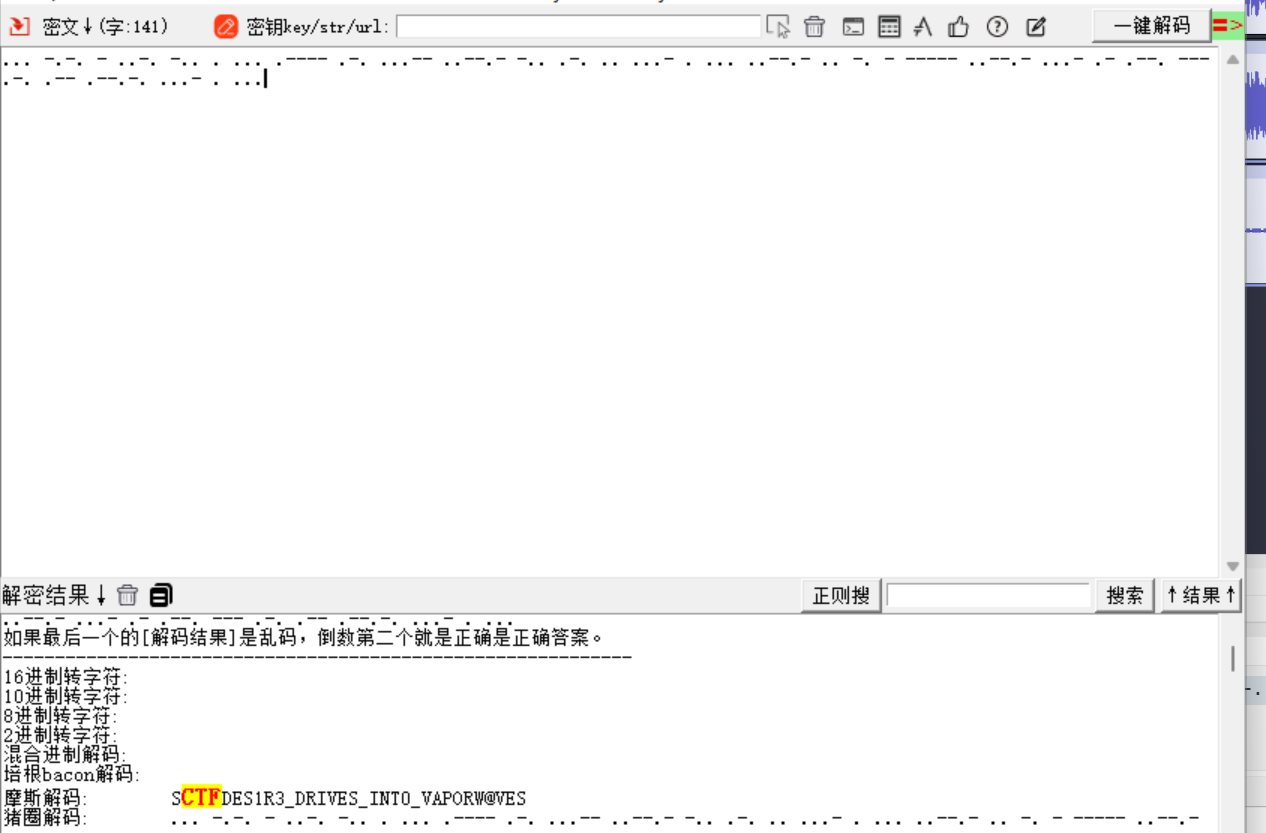 密文↓(字:141) 密钥key/str/url: 一键解码 =>
... -.-. - ..-. -.. . ... .---- .-. ...-- ..--.- -.. .-. .. ...- . ... ..--.- .. -. - ----- ..--.- ...- .- .--. ---
.-. .-- .--.-. ...- . ...
解密结果↓ 正则搜 搜索 ↑结果↑
..--.- ...- .- .--. --- .-. .-- .--.-. ...- . ...
如果最后一个的[解码结果]是乱码，倒数第二个就是正确是正确答案。
16进制转字符:
10进制转字符:
8进制转字符:
2进制转字符:
混合进制解码:
培根bacon解码:
摩斯解码: SCTFDES1R3_DRIVES_INT0_VAPORW@VES
猪圈解码: ... -.-. - ..-. -.. . ... .---- .-. ...-- ..--.- -.. .-. .. ...- . ... ..--.- .. -. - ----- ..--.-